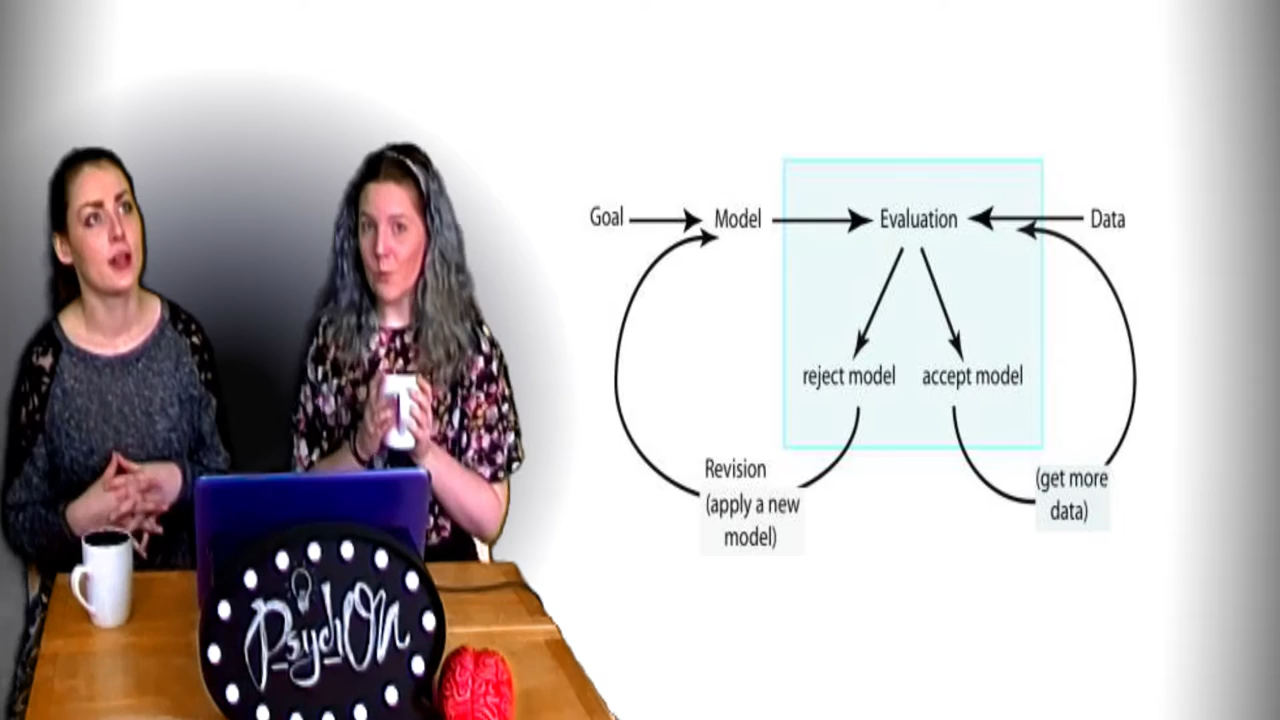 Goal
Model
Evaluation
Data
reject model
accept model
Revision
(apply a new
model)
(get more
data)
PsychOn